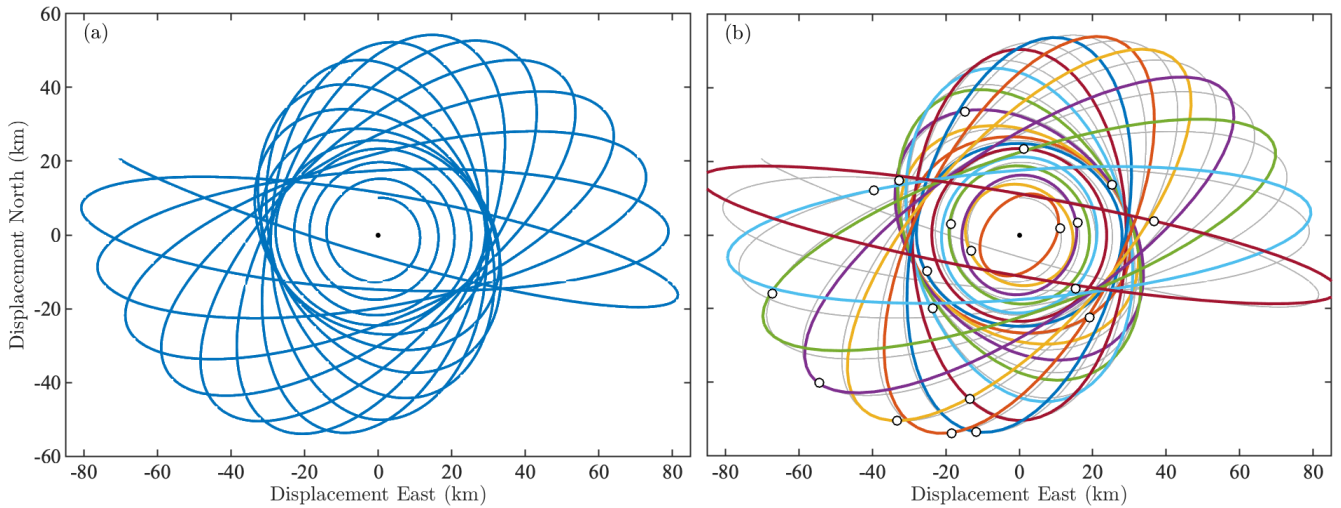 (a)
60
40
20
0
-20
-40
-60
Displacement North (km)
-80 -60 -40 -20 0 20 40 60 80
Displacement East (km)
(b)
-80 -60 -40 -20 0 20 40 60 80
Displacement East (km)